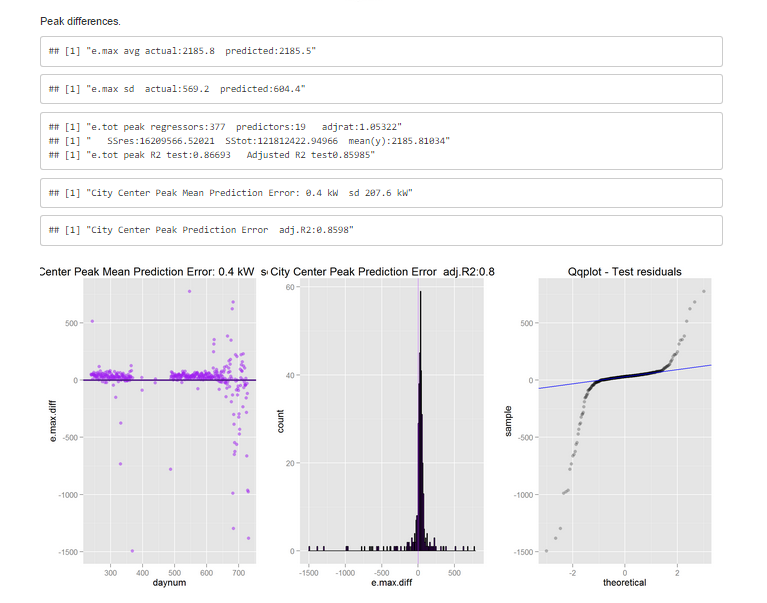 Peak differences.
## [1] "e.max avg actual:2185.8  predicted:2185.5"
## [1] "e.max sd  actual:569.2  predicted:604.4"
## [1] "e.tot peak regressors:377  predictors:19   adjrat:1.05322"
## [1] "   SSres:16209566.52021  SStot:121812422.94966  mean(y):2185.81034"
## [1] "e.tot peak R2 test:0.86693   Adjusted R2 test0.85985"
## [1] "City Center Peak Mean Prediction Error: 0.4 kW  sd 207.6 kW"
## [1] "City Center Peak Prediction Error  adj.R2:0.8598"
Center Peak Mean Prediction Error: 0.4 kW  s
500
0
-500
-1000
-1500
e.max.diff
300 400 500 600 700
daynum
City Center Peak Prediction Error  adj.R2:0.8
60
40
20
0
count
-1500 -1000 -500 0 500
e.max.diff
Qqplot - Test residuals
500
0
-500
-1000
-1500
sample
-2 0 2
theoretical